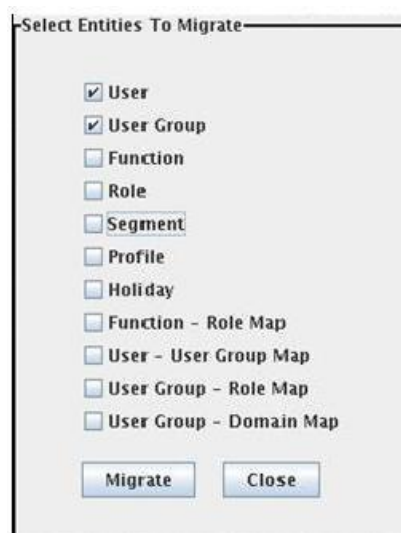 Select Entities To Migrate
User
User Group
Function
Role
Segment
Profile
Holiday
Function - Role Map
User - User Group Map
User Group - Role Map
User Group - Domain Map
Migrate Close